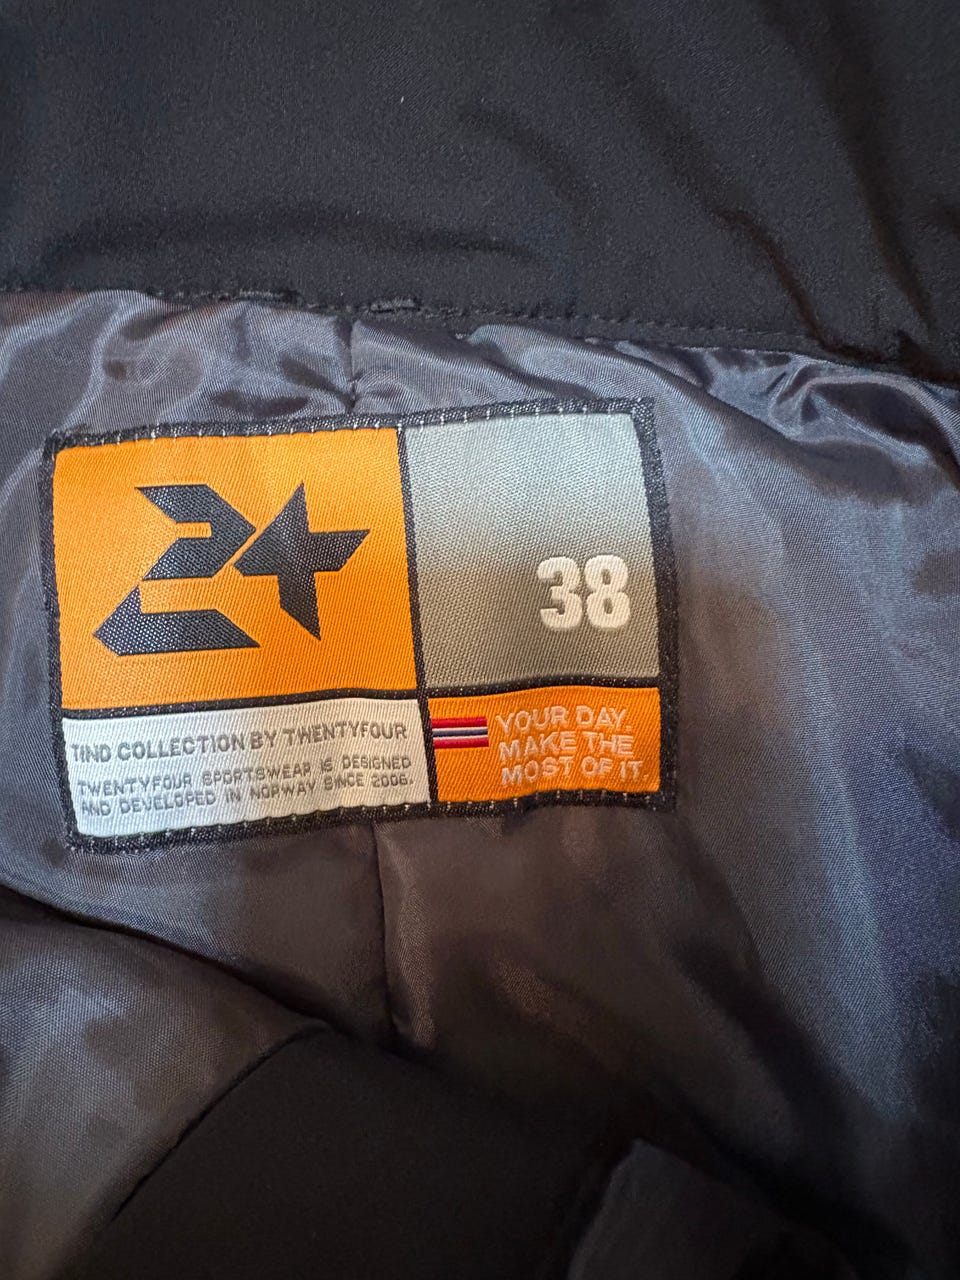 24
38
TIND COLLECTION BY TWENTYFOUR
TWENTYFOUR SPORTSWEAR IS DESIGNED
AND DEVELOPED IN NORWAY SINCE 2006.
YOUR DAY.
MAKE THE
MOST OF IT.